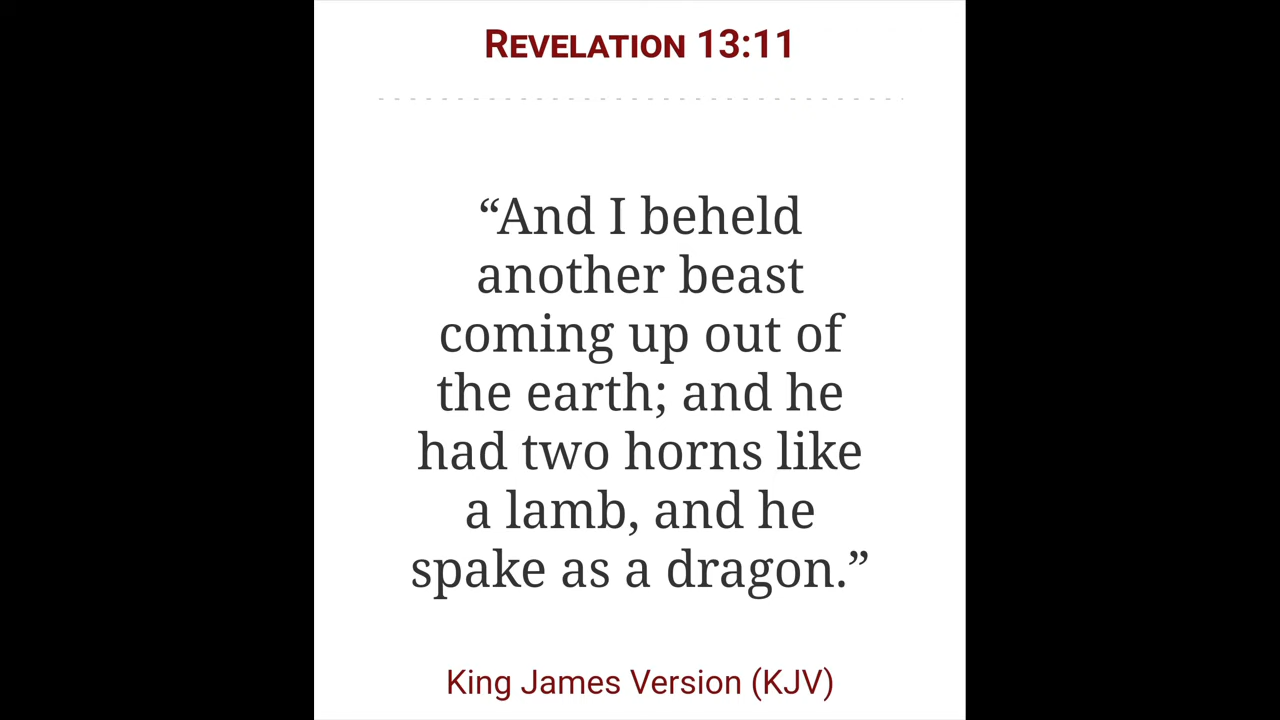 Revelation 13:11
“And I beheld
another beast
coming up out of
the earth; and he
had two horns like
a lamb, and he
spake as a dragon.”
King James Version (KJV)